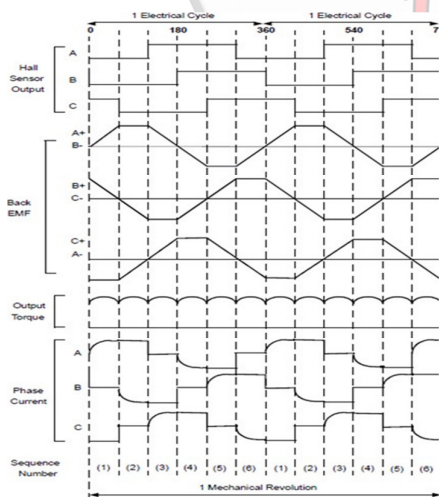 1 Electrical Cycle 1 Electrical Cycle
0 180 360 540 7
Hall
Sensor
Output
A
B
C
Back
EMF
A+
B-
B+
C-
C+
A-
Output
Torque
Phase
Current
A
B
C
Sequence
Number
(1) (2) (3) (4) (5) (6) (1) (2) (3) (4) (5) (6)
1 Mechanical Revolution